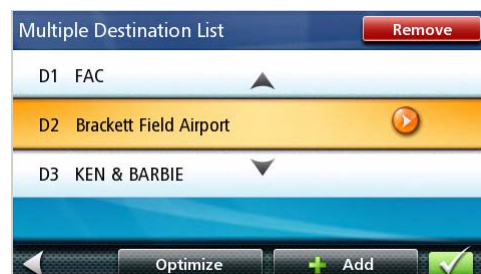 Multiple Destination List Remove
D1 FAC
D2 Brackett Field Airport
D3 KEN & BARBIE
Optimize Add